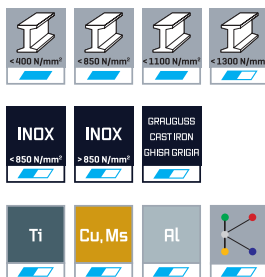 <400 N/mm² <850 N/mm² <1100 N/mm² <1300 N/mm²
INOX INOX GRAUGUSS
CAST IRON
GHISA GRIGIA
<850 N/mm² >850 N/mm²
Ti Cu, Ms Al